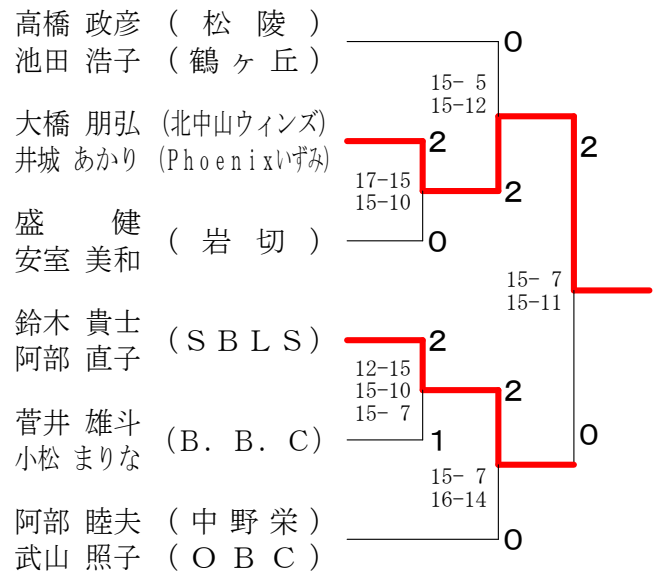 高橋 政彦 ( 松 陵 )
池田 浩子 ( 鶴 ヶ 丘 )
大橋 朋弘 (北中山ウィンズ)
井城 あかり (Phoenixいずみ)
盛 健
安室 美和
( 岩 切 )
鈴木 貴士
阿部 直子
(ＳＢＬＳ)
菅井 雄斗
小松 まりな
(B. B. C)
阿部 睦夫 ( 中 野 栄 )
武山 照子 ( Ｏ Ｂ Ｃ )
0
15- 5
15-12
2
17-15
15-10
2
0
2
15- 7
15-11
2
12-15
15-10
15- 7
2
1
0
15- 7
16-14
0